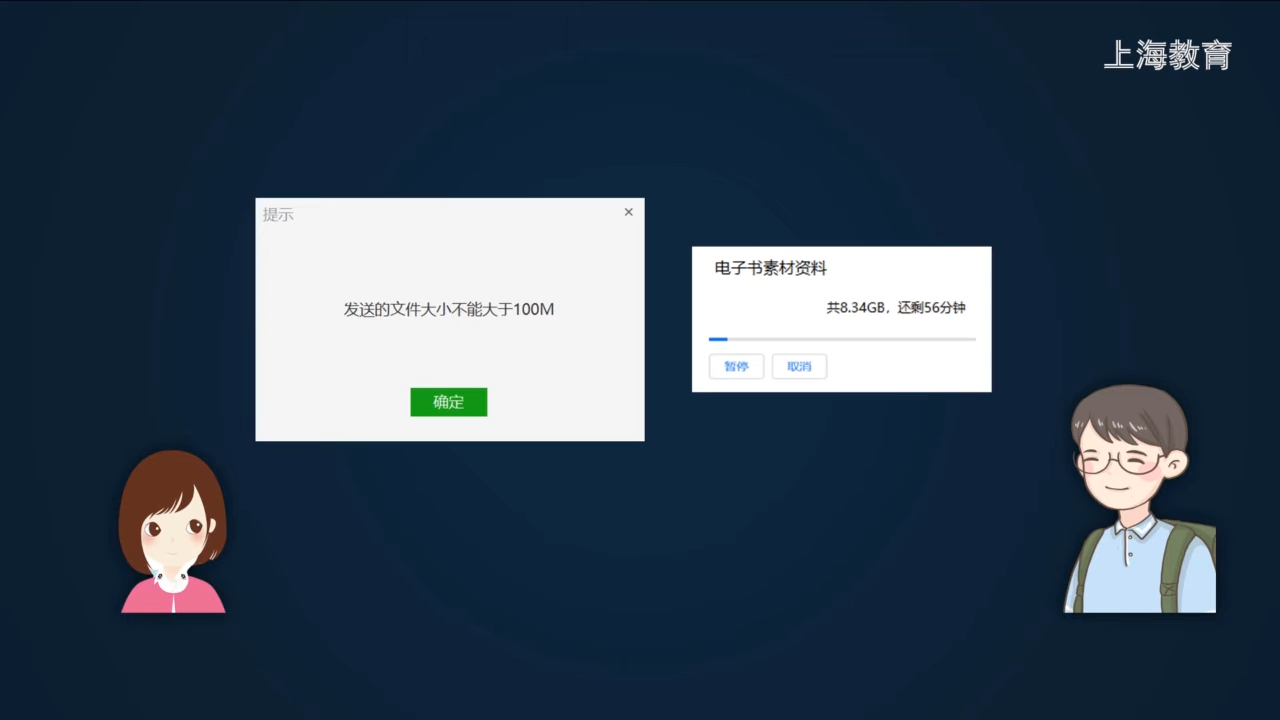 上海教育
提示
发送的文件大小不能大于100M
确定
电子书素材资料
共8.34GB，还剩56分钟
暂停
取消